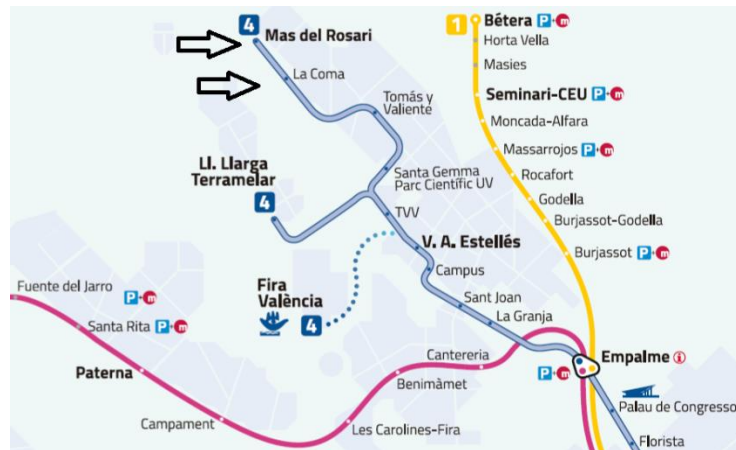 4
Mas del Rosari
La Coma
Tomás y
Valiente
Ll. Llarga
Terramelar
4
Santa Gemma
Parc Científic UV
TVV
V. A. Estellés
Campus
Fira
València
4
Sant Joan
La Granja
1
Bétera P m
Horta Vella
Masies
Seminari-CEU P m
Moncada-Alfara
Massarrojos P m
Rocafort
Godella
Burjassot-Godella
Burjassot P m
Fuente del Jarro
P m
Santa Rita P m
Paterna
Campament
Les Carolines-Fira
Benimàmet
Cantereria
Empalme i
P m
Palau de Congresso
Florista